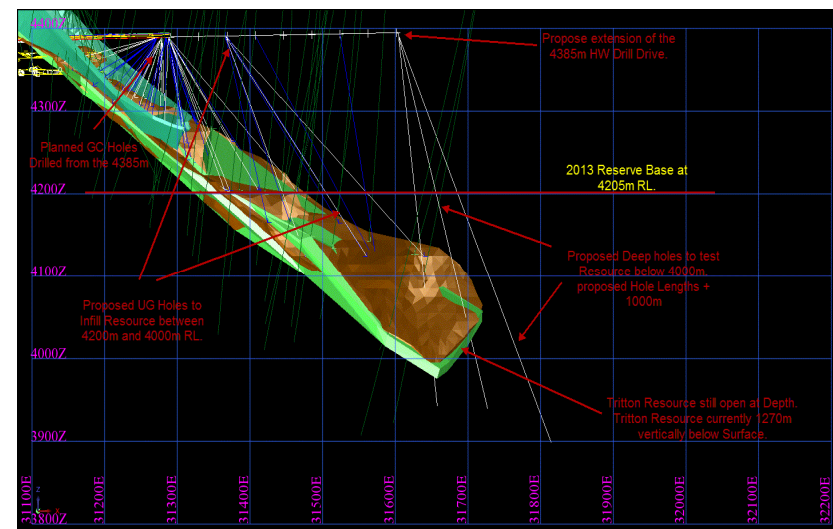 4400Z
Propose extension of the
4385m HW Drill Drive.
4300Z
Planned GC Holes
Drilled from the 4385m
2013 Reserve Base at
4205m RL.
4200Z
Proposed Deep holes to test
Resource below 4000m,
proposed Hole Lengths +
1000m
4100Z
Proposed UG Holes to
Infill Resource between
4200m and 4000m RL.
4000Z
Tritton Resource still open at Depth.
Tritton Resource currently 1270m
vertically below Surface.
3900Z
3800Z
31100E
31200E
31300E
31400E
31500E
31600E
31700E
31800E
31900E
32000E
32100E
32200E
Z
X